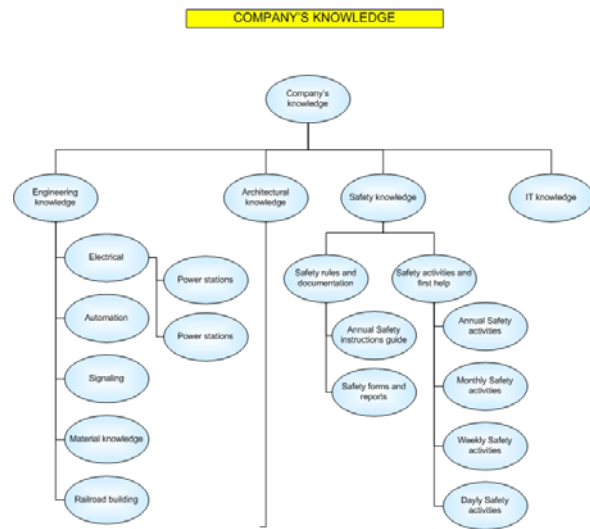 COMPANY'S KNOWLEDGE
Company's
knowledge
Engineering
knowledge
Architectural
knowledge
Safety knowledge
IT knowledge
Electrical
Power stations
Power stations
Automation
Signaling
Material knowledge
Railroad building
Safety rules and
documentation
Annual Safety
instructions guide
Safety forms and
reports
Safety activities and
first help
Annual Safety
activities
Monthly Safety
activities
Weekly Safety
activities
Dayly Safety
activities